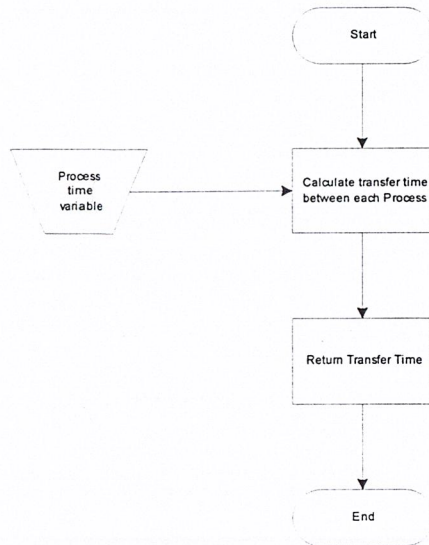 Start
Process
time
variable
Calculate transfer time
between each Process
Return Transfer Time
End